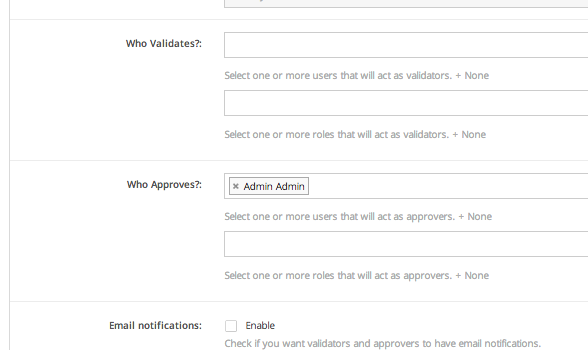 Who Validates?:
Select one or more users that will act as validators. + None
Select one or more roles that will act as validators. + None
Who Approves?:
× Admin Admin
Select one or more users that will act as approvers. + None
Select one or more roles that will act as approvers. + None
Email notifications:
Enable
Check if you want validators and approvers to have email notifications.